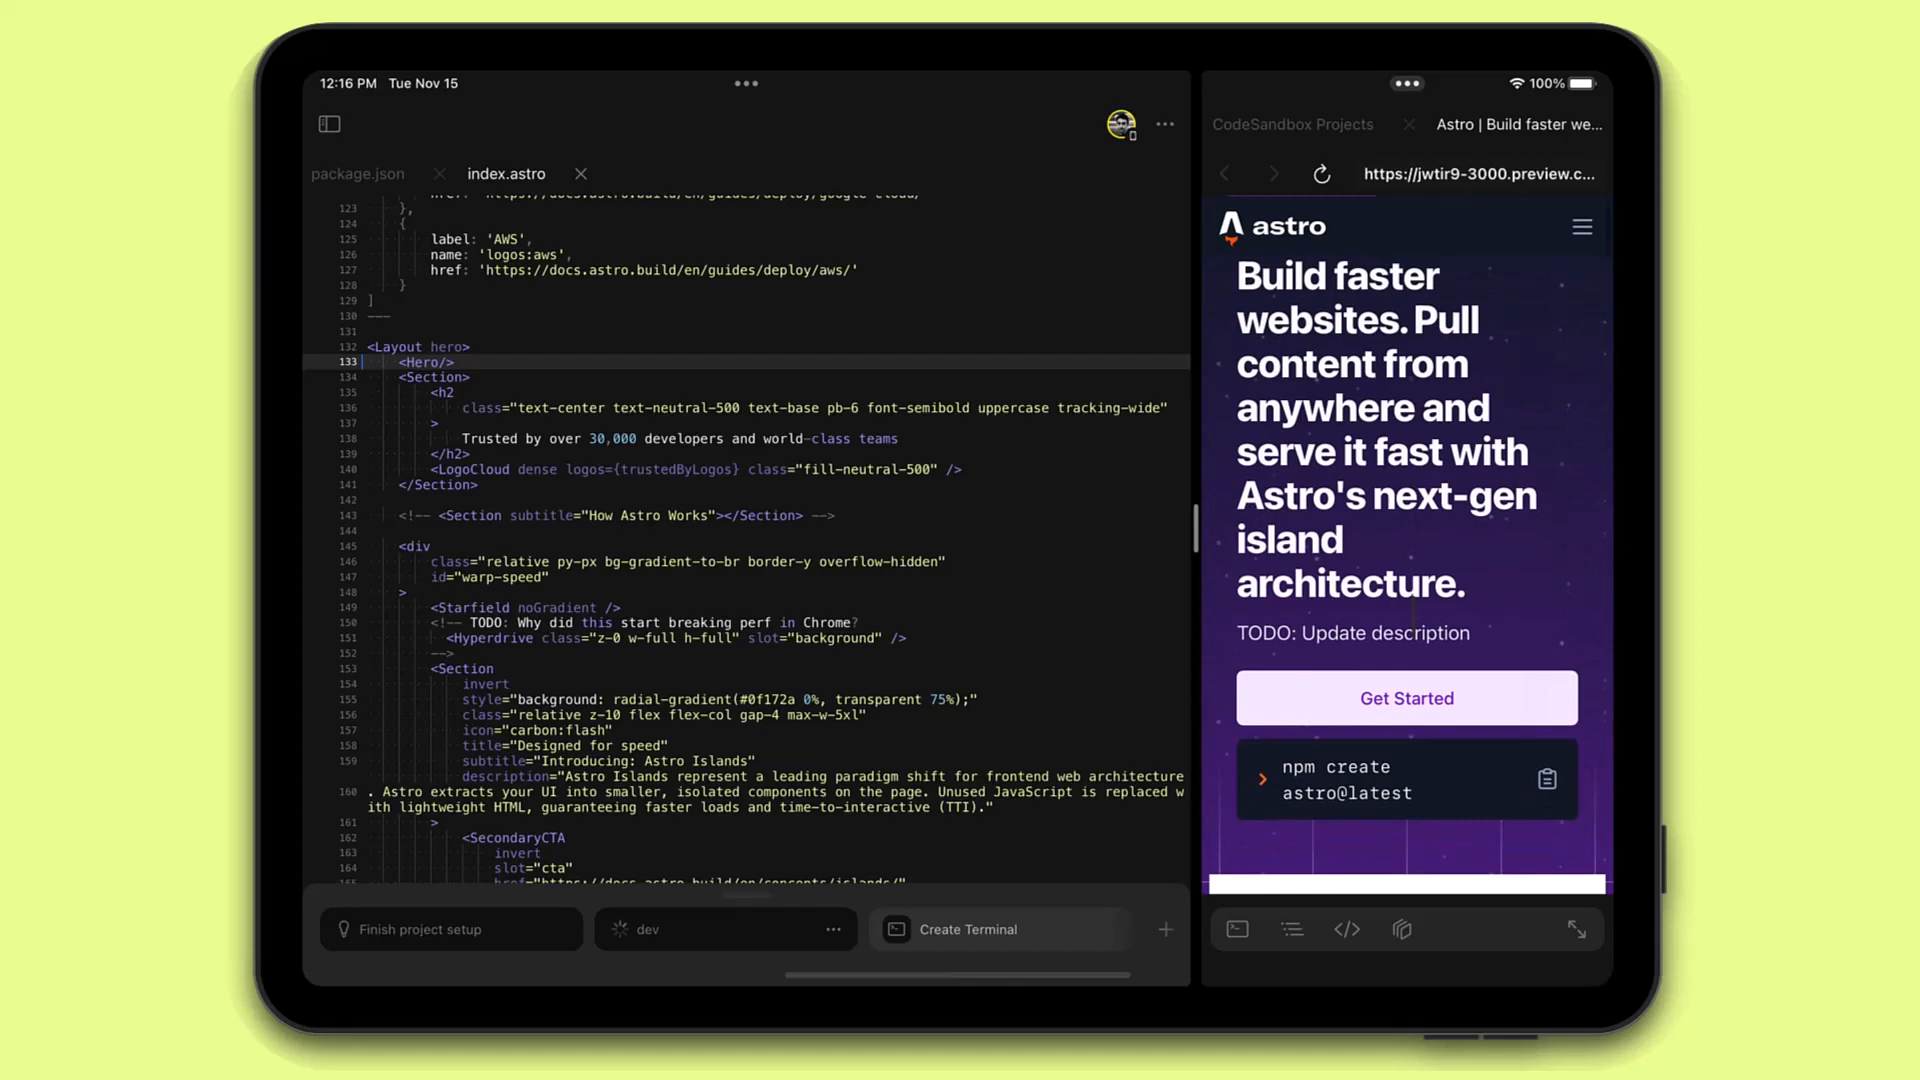 12:16 PM Tue Nov 15
100%
CodeSandbox Projects
Astro | Build faster we...
package.json
index.astro
https://jwtir9-3000.preview.c...
123 },
124 {
125 label: 'AWS',
126 name: 'logos:aws',
127 href: 'https://docs.astro.build/en/guides/deploy/aws/'
128 }
129 ]
130 ---
131
132 <Layout hero>
133 <Hero/>
134 <Section>
135 <h2
136 class="text-center text-neutral-500 text-base pb-6 font-semibold uppercase tracking-wide"
137 >
138 Trusted by over 30,000 developers and world-class teams
139 </h2>
140 <LogoCloud dense logos={trustedByLogos} class="fill-neutral-500" />
141 </Section>
142
143 <!-- <Section subtitle="How Astro Works"></Section> -->
144
145 <div
146 class="relative py-px bg-gradient-to-br border-y overflow-hidden"
147 id="warp-speed"
148 >
149 <Starfield noGradient />
150 <!-- TODO: Why did this start breaking perf in Chrome?
151 <Hyperdrive class="z-0 w-full h-full" slot="background" />
152 -->
153 <Section
154 invert
155 style="background: radial-gradient(#0f172a 0%, transparent 75%);"
156 class="relative z-10 flex flex-col gap-4 max-w-5xl"
157 icon="carbon:flash"
158 title="Designed for speed"
159 subtitle="Introducing: Astro Islands"
description="Astro Islands represent a leading paradigm shift for frontend web architecture
160 . Astro extracts your UI into smaller, isolated components on the page. Unused JavaScript is replaced w
ith lightweight HTML, guaranteeing faster loads and time-to-interactive (TTI)."
161 >
162 <SecondaryCTA
163 invert
164 slot="cta"
165 href="https://docs.astro.build/en/concepts/islands/"
Finish project setup
dev
Create Terminal
astro
Build faster
websites. Pull
content from
anywhere and
serve it fast with
Astro's next-gen
island
architecture.
TODO: Update description
Get Started
npm create
astro@latest